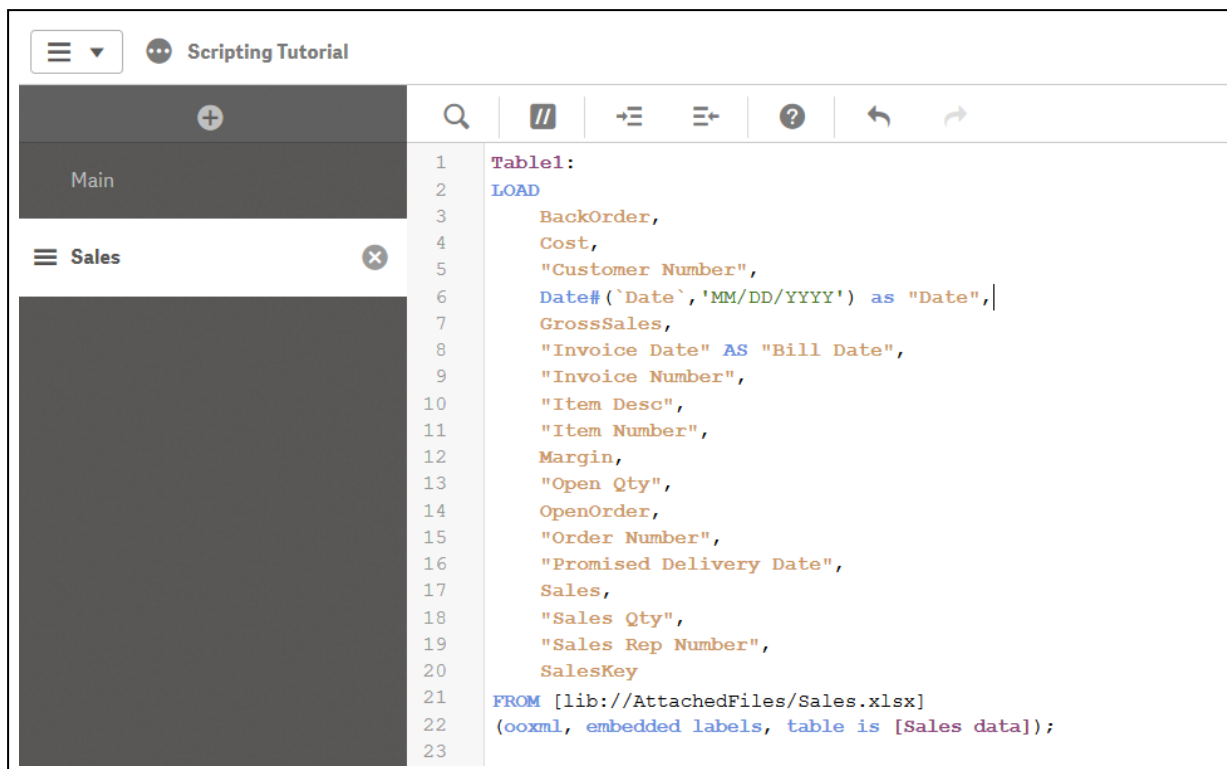 Scripting Tutorial
Main
Sales
//
?
1 Table1:
2 LOAD
3 BackOrder,
4 Cost,
5 "Customer Number",
6 Date#(`Date`,'MM/DD/YYYY') as "Date",
7 GrossSales,
8 "Invoice Date" AS "Bill Date",
9 "Invoice Number",
10 "Item Desc",
11 "Item Number",
12 Margin,
13 "Open Qty",
14 OpenOrder,
15 "Order Number",
16 "Promised Delivery Date",
17 Sales,
18 "Sales Qty",
19 "Sales Rep Number",
20 SalesKey
21 FROM [lib://AttachedFiles/Sales.xlsx]
22 (ooxml, embedded labels, table is [Sales data]);
23